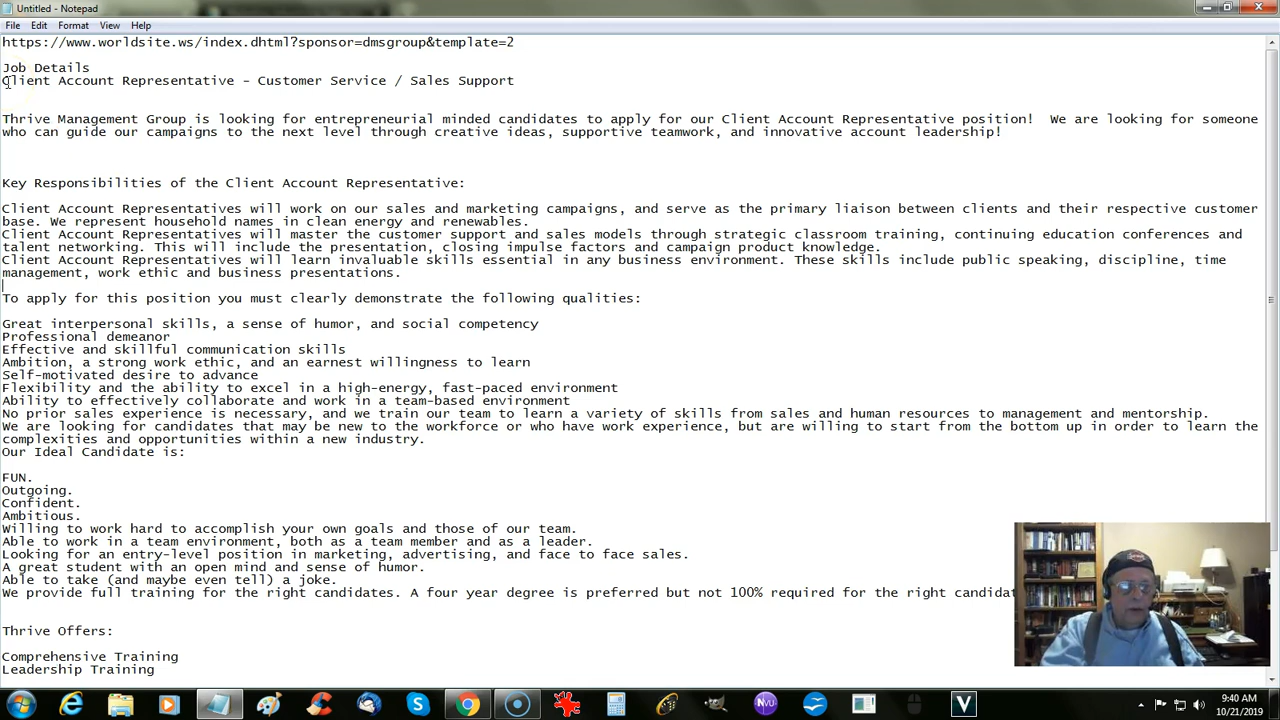 Untitled - Notepad
File Edit Format View Help
https://www.worldsite.ws/index.dhtml?sponsor=dmsgroup&template=2
Job Details
Client Account Representative - Customer Service / Sales Support
Thrive Management Group is looking for entrepreneurial minded candidates to apply for our Client Account Representative position!  We are looking for someone
who can guide our campaigns to the next level through creative ideas, supportive teamwork, and innovative account leadership!
Key Responsibilities of the Client Account Representative:
Client Account Representatives will work on our sales and marketing campaigns, and serve as the primary liaison between clients and their respective customer
base. We represent household names in clean energy and renewables.
Client Account Representatives will master the customer support and sales models through strategic classroom training, continuing education conferences and
talent networking. This will include the presentation, closing impulse factors and campaign product knowledge.
Client Account Representatives will learn invaluable skills essential in any business environment. These skills include public speaking, discipline, time
management, work ethic and business presentations.
To apply for this position you must clearly demonstrate the following qualities:
Great interpersonal skills, a sense of humor, and social competency
Professional demeanor
Effective and skillful communication skills
Ambition, a strong work ethic, and an earnest willingness to learn
Self-motivated desire to advance
Flexibility and the ability to excel in a high-energy, fast-paced environment
Ability to effectively collaborate and work in a team-based environment
No prior sales experience is necessary, and we train our team to learn a variety of skills from sales and human resources to management and mentorship.
We are looking for candidates that may be new to the workforce or who have work experience, but are willing to start from the bottom up in order to learn the
complexities and opportunities within a new industry.
Our Ideal Candidate is:
FUN.
Outgoing.
Confident.
Ambitious.
Willing to work hard to accomplish your own goals and those of our team.
Able to work in a team environment, both as a team member and as a leader.
Looking for an entry-level position in marketing, advertising, and face to face sales.
A great student with an open mind and sense of humor.
Able to take (and maybe even tell) a joke.
We provide full training for the right candidates. A four year degree is preferred but not 100% required for the right candidat
Thrive Offers:
Comprehensive Training
Leadership Training
9:40 AM
10/21/2019